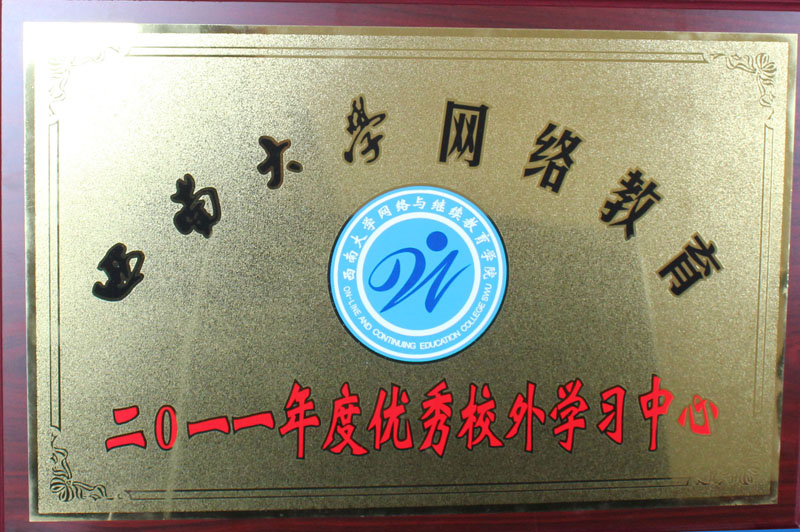 西南大学网络教育
西南大学网络与继续教育学院
ON-LINE AND CONTINUING EDUCATION COLLEGE SWU
二0一一年度优秀校外学习中心